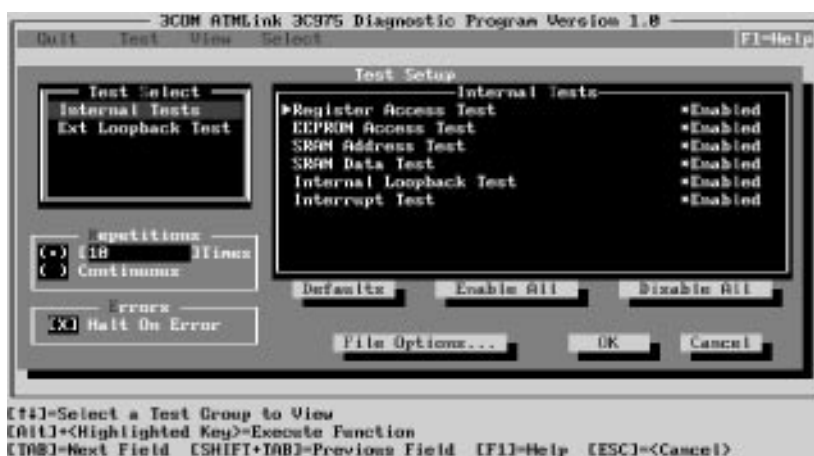 3COM ATMLink 3C975 Diagnostic Program Version 1.0
Quit Test View Select F1=Help
Test Setup
Test Select
Internal Tests
Ext Loopback Test
Internal Tests
►Register Access Test *Enabled
EEPROM Access Test *Enabled
SRAM Address Test *Enabled
SRAM Data Test *Enabled
Internal Loopback Test *Enabled
Interrupt Test *Enabled
Repetitions
(•) [10 ]Times
( ) Continuous
Errors
[X] Halt On Error
Defaults Enable All Disable All
File Options... OK Cancel
[↑↓]=Select a Test Group to View
[Alt]+<Highlighted Key>=Execute Function
[TAB]=Next Field [SHIFT+TAB]=Previous Field [F1]=Help [ESC]=<Cancel>